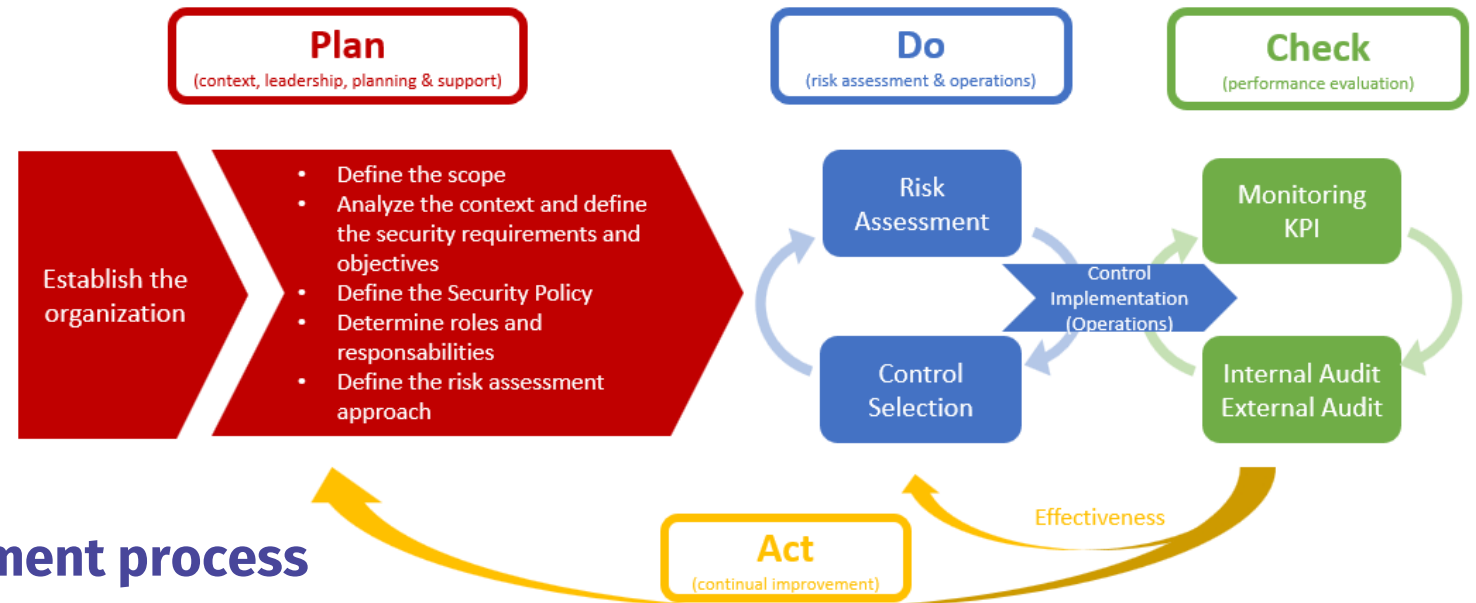 Plan
(context, leadership, planning & support)
Do
(risk assessment & operations)
Check
(performance evaluation)
Establish the
organization
• Define the scope
• Analyze the context and define
the security requirements and
objectives
• Define the Security Policy
• Determine roles and
responsabilities
• Define the risk assessment
approach
Risk
Assessment
Control
Selection
Control
Implementation
(Operations)
Monitoring
KPI
Internal Audit
External Audit
Effectiveness
Act
(continual improvement)
ment process